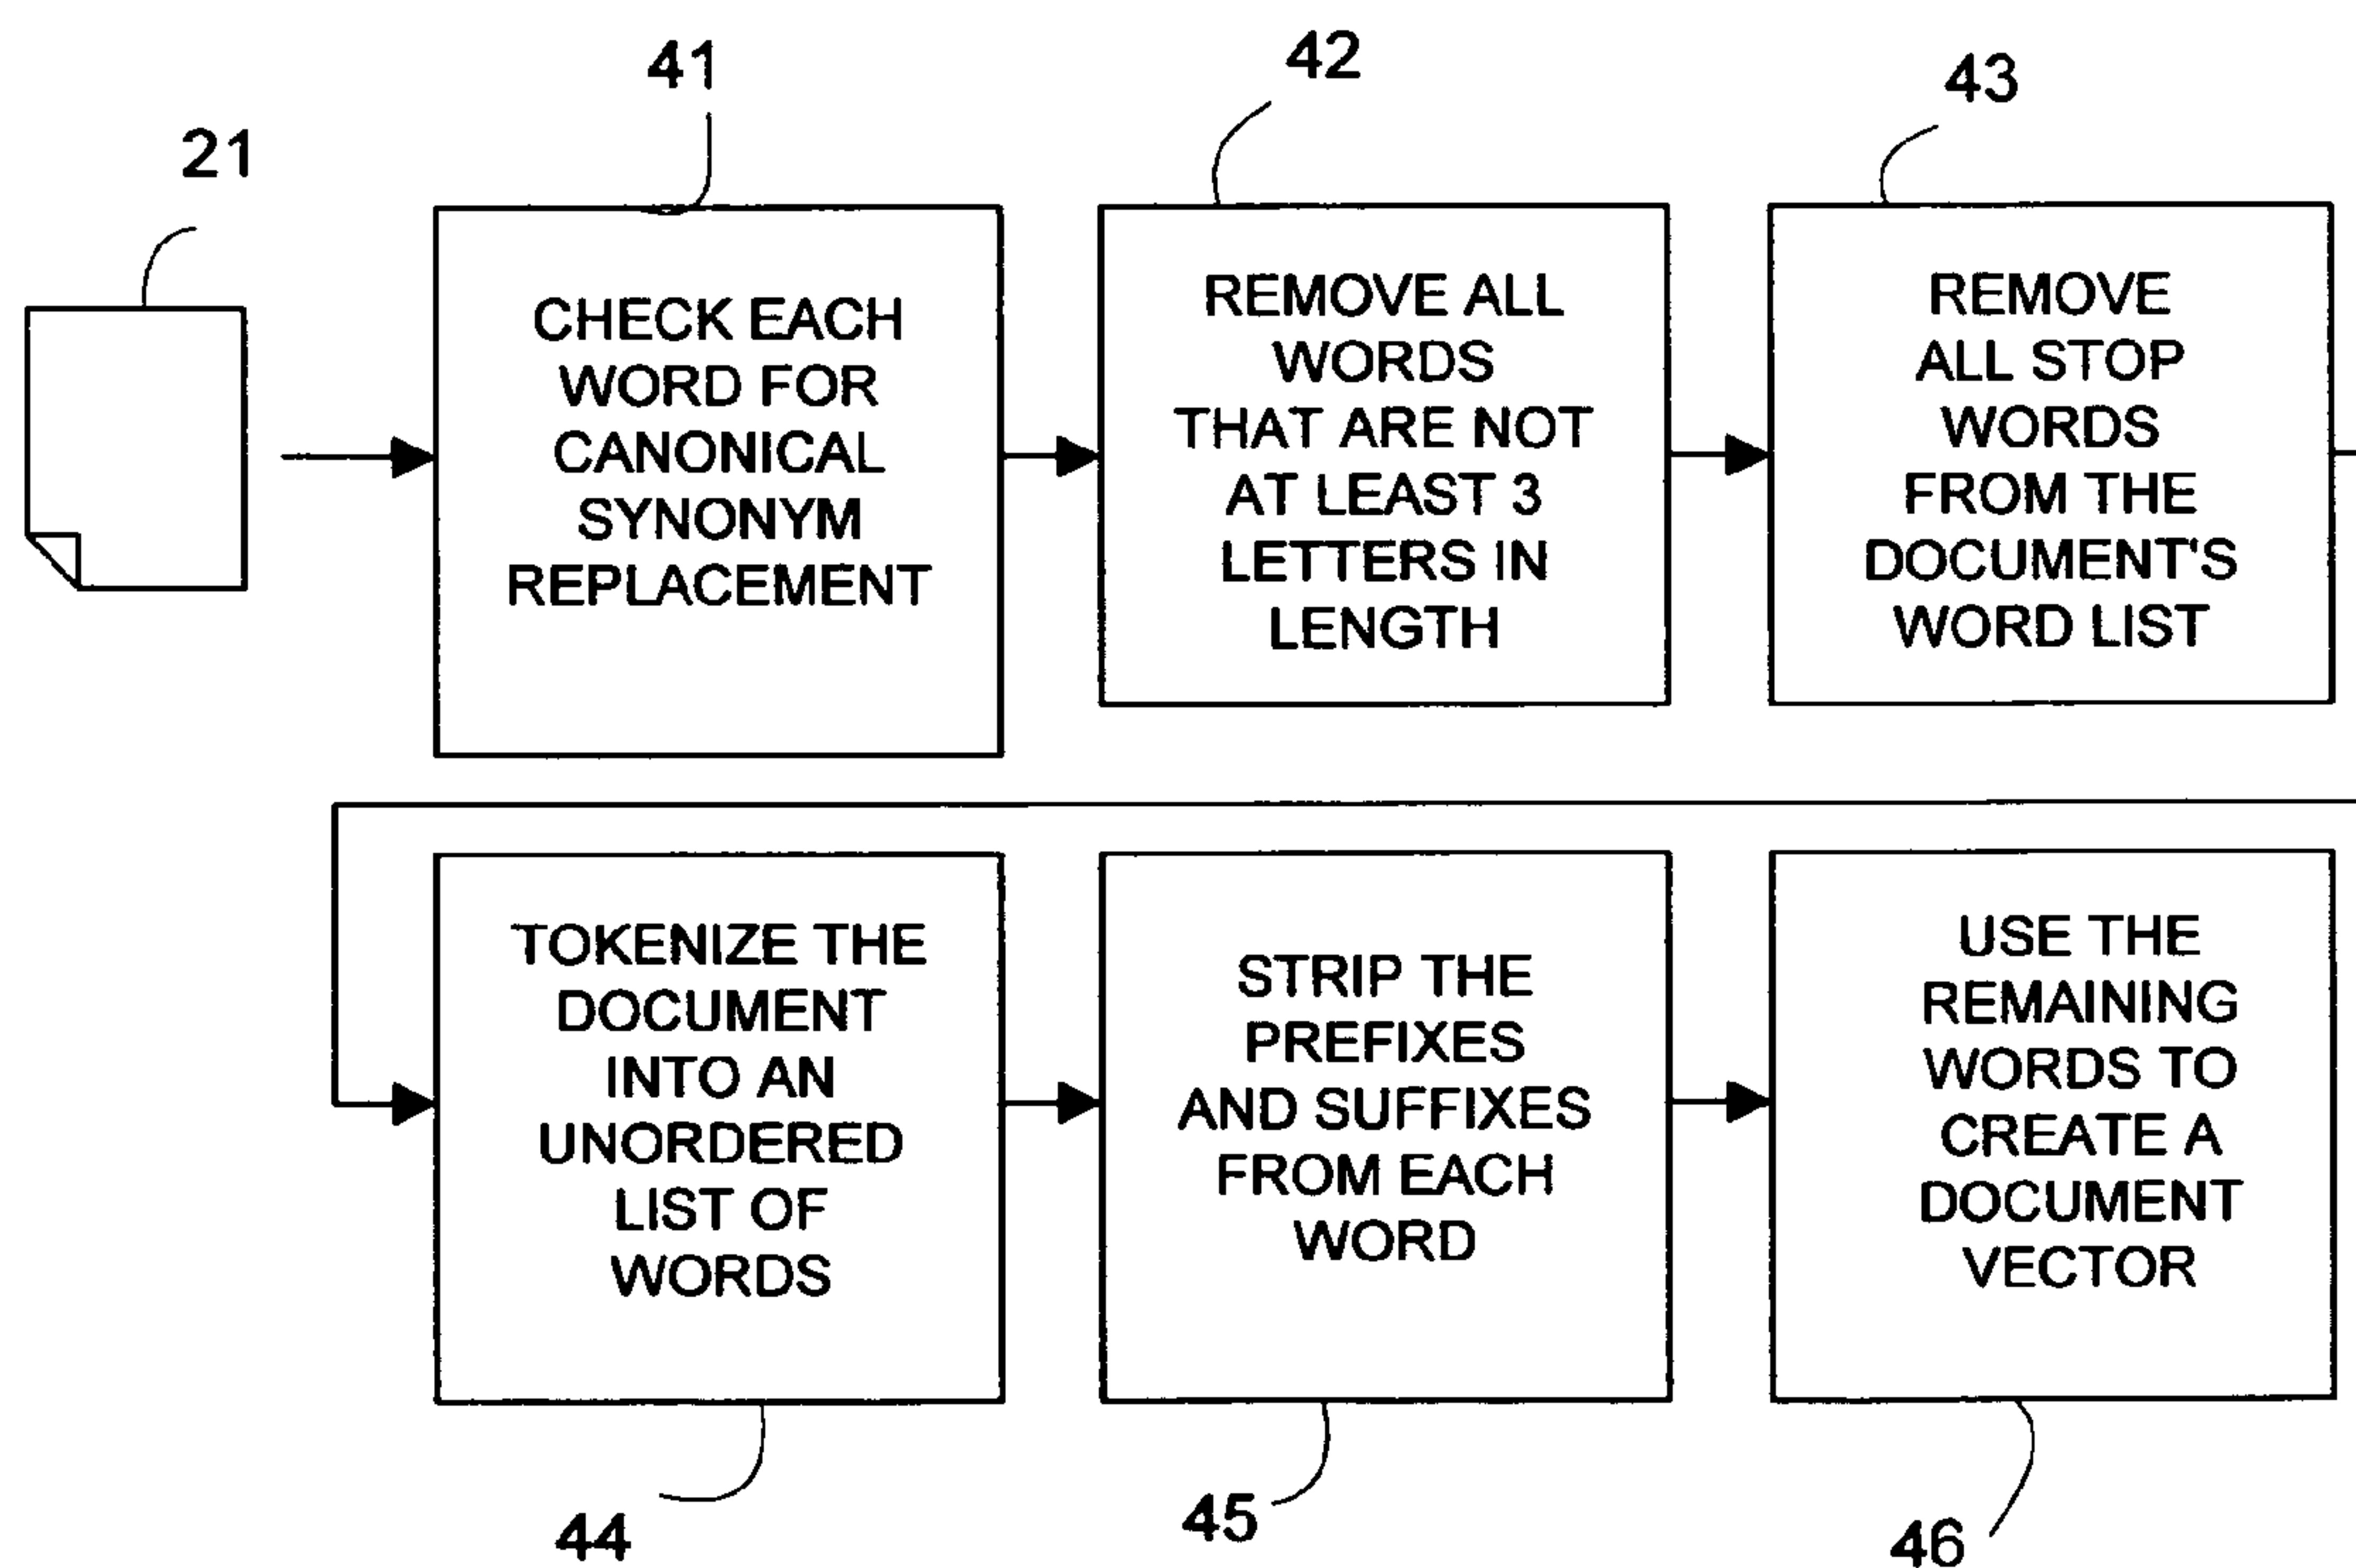 21
41
CHECK EACH
WORD FOR
CANONICAL
SYNONYM
REPLACEMENT
42
REMOVE ALL
WORDS
THAT ARE NOT
AT LEAST 3
LETTERS IN
LENGTH
43
REMOVE
ALL STOP
WORDS
FROM THE
DOCUMENT'S
WORD LIST
TOKENIZE THE
DOCUMENT
INTO AN
UNORDERED
LIST OF
WORDS
44
STRIP THE
PREFIXES
AND SUFFIXES
FROM EACH
WORD
45
USE THE
REMAINING
WORDS TO
CREATE A
DOCUMENT
VECTOR
46